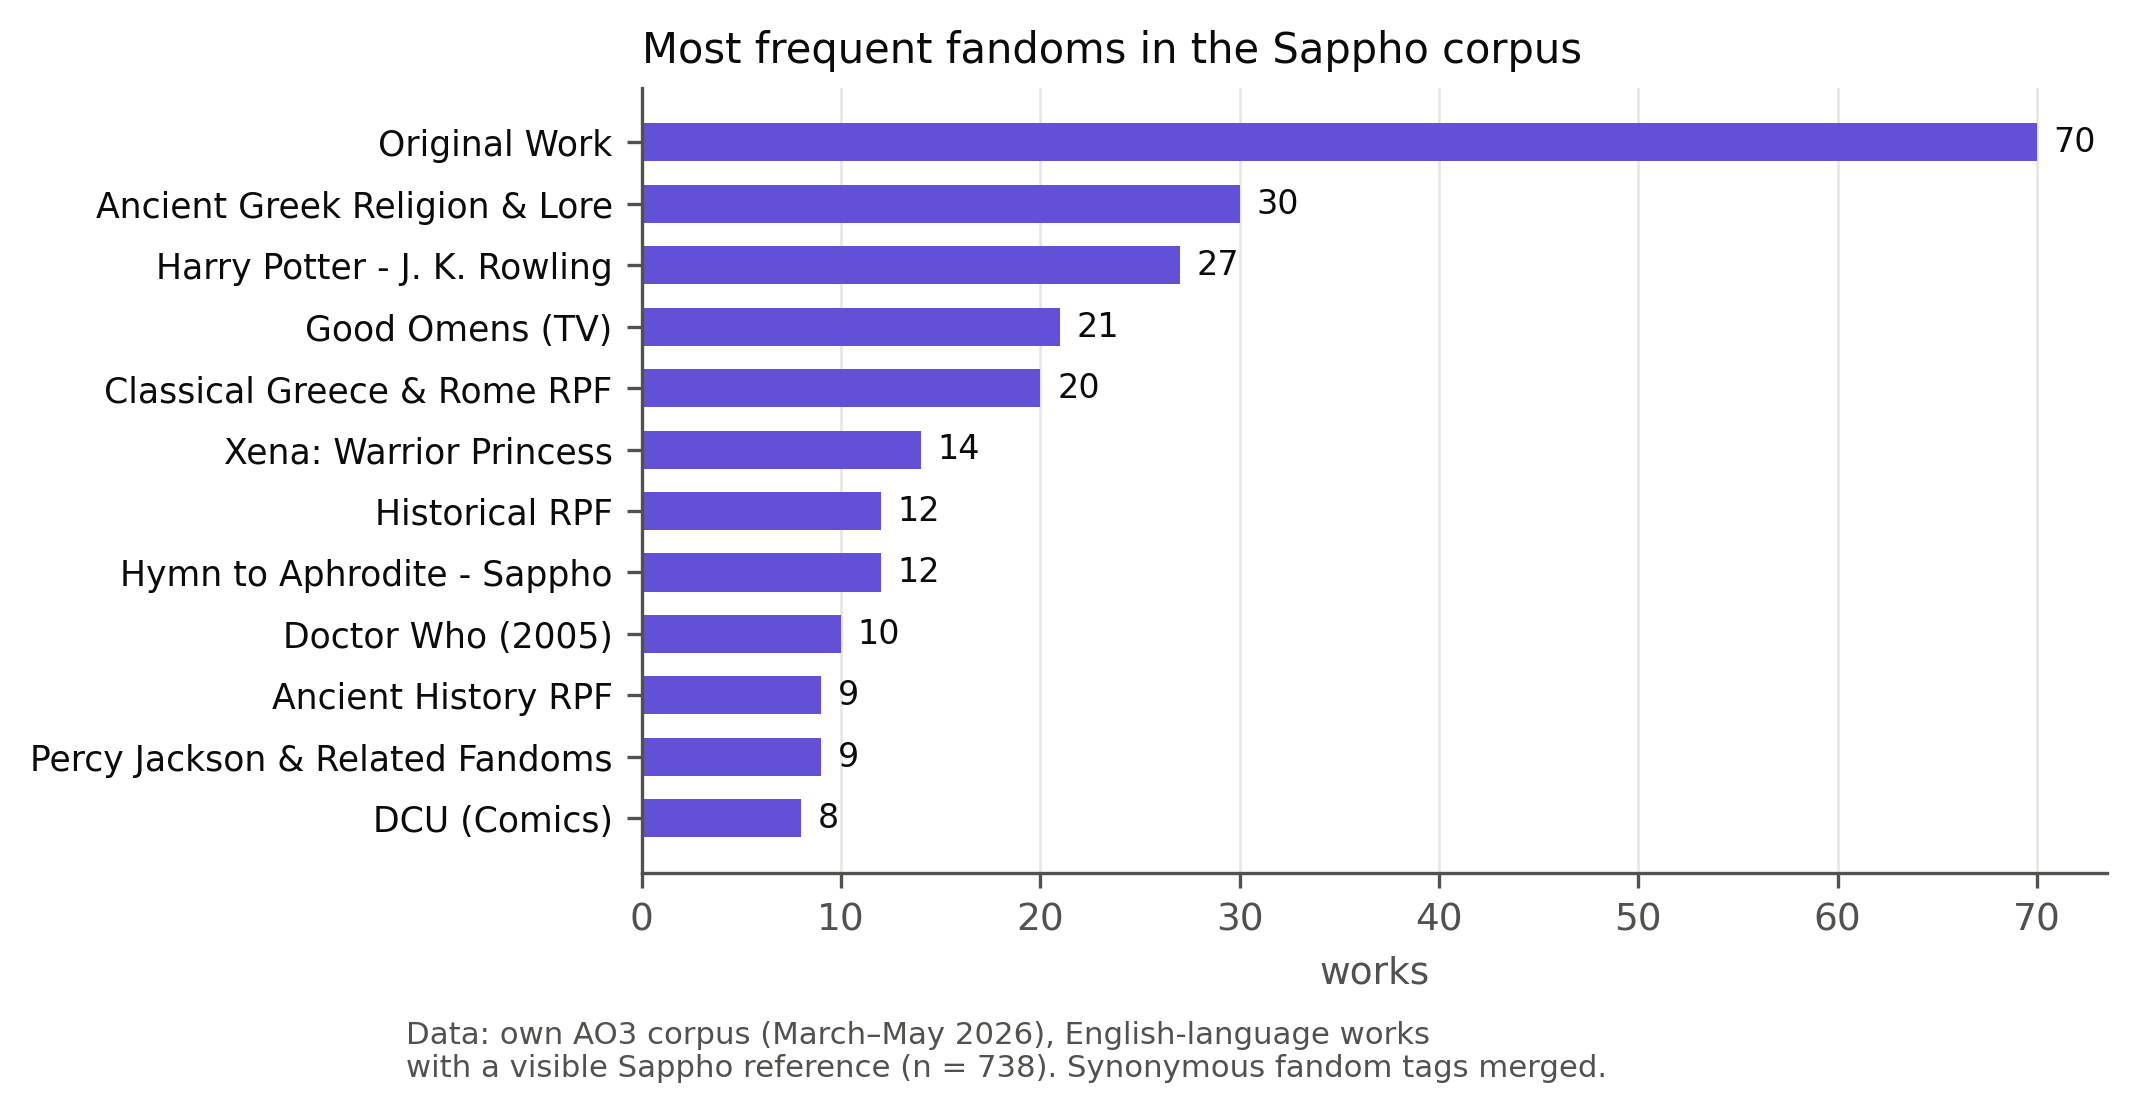 Most frequent fandoms in the Sappho corpus
Original Work 70
Ancient Greek Religion & Lore 30
Harry Potter - J. K. Rowling 27
Good Omens (TV) 21
Classical Greece & Rome RPF 20
Xena: Warrior Princess 14
Historical RPF 12
Hymn to Aphrodite - Sappho 12
Doctor Who (2005) 10
Ancient History RPF 9
Percy Jackson & Related Fandoms 9
DCU (Comics) 8
0 10 20 30 40 50 60 70
works
Data: own AO3 corpus (March–May 2026), English-language works
with a visible Sappho reference (n = 738). Synonymous fandom tags merged.